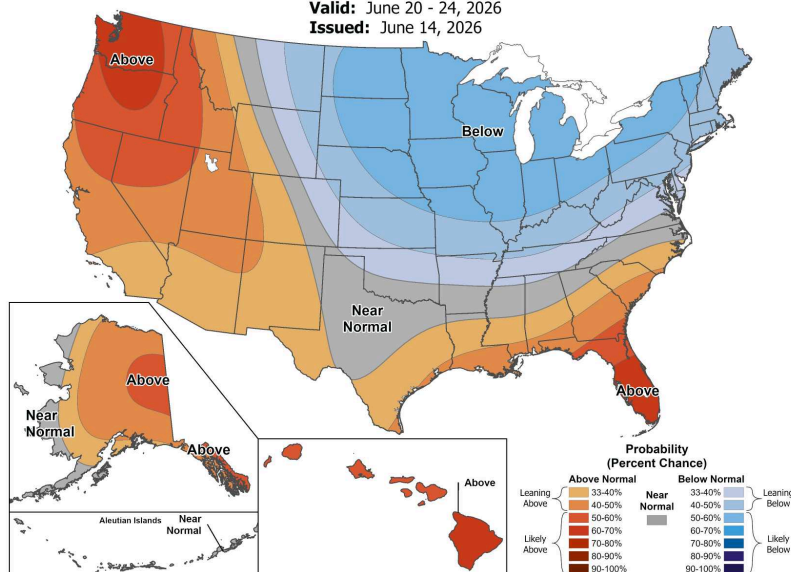 Valid: June 20 - 24, 2026
Issued: June 14, 2026
Above
Below
Near
Normal
Above
Above
Near
Normal
Above
Aleutian Islands
Near
Normal
Above
Probability
(Percent Chance)
Above Normal
Below Normal
Leaning
Above
33-40%
40-50%
Near
Normal
33-40%
40-50%
Leaning
Below
Likely
Above
50-60%
60-70%
70-80%
80-90%
90-100%
50-60%
60-70%
70-80%
80-90%
90-100%
Likely
Below